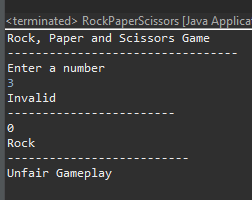 <terminated> RockPaperScissors [Java Applicat
Rock, Paper and Scissors Game
---------------------------------
Enter a number
3
Invalid
------------------------
0
Rock
--------------------------
Unfair Gameplay